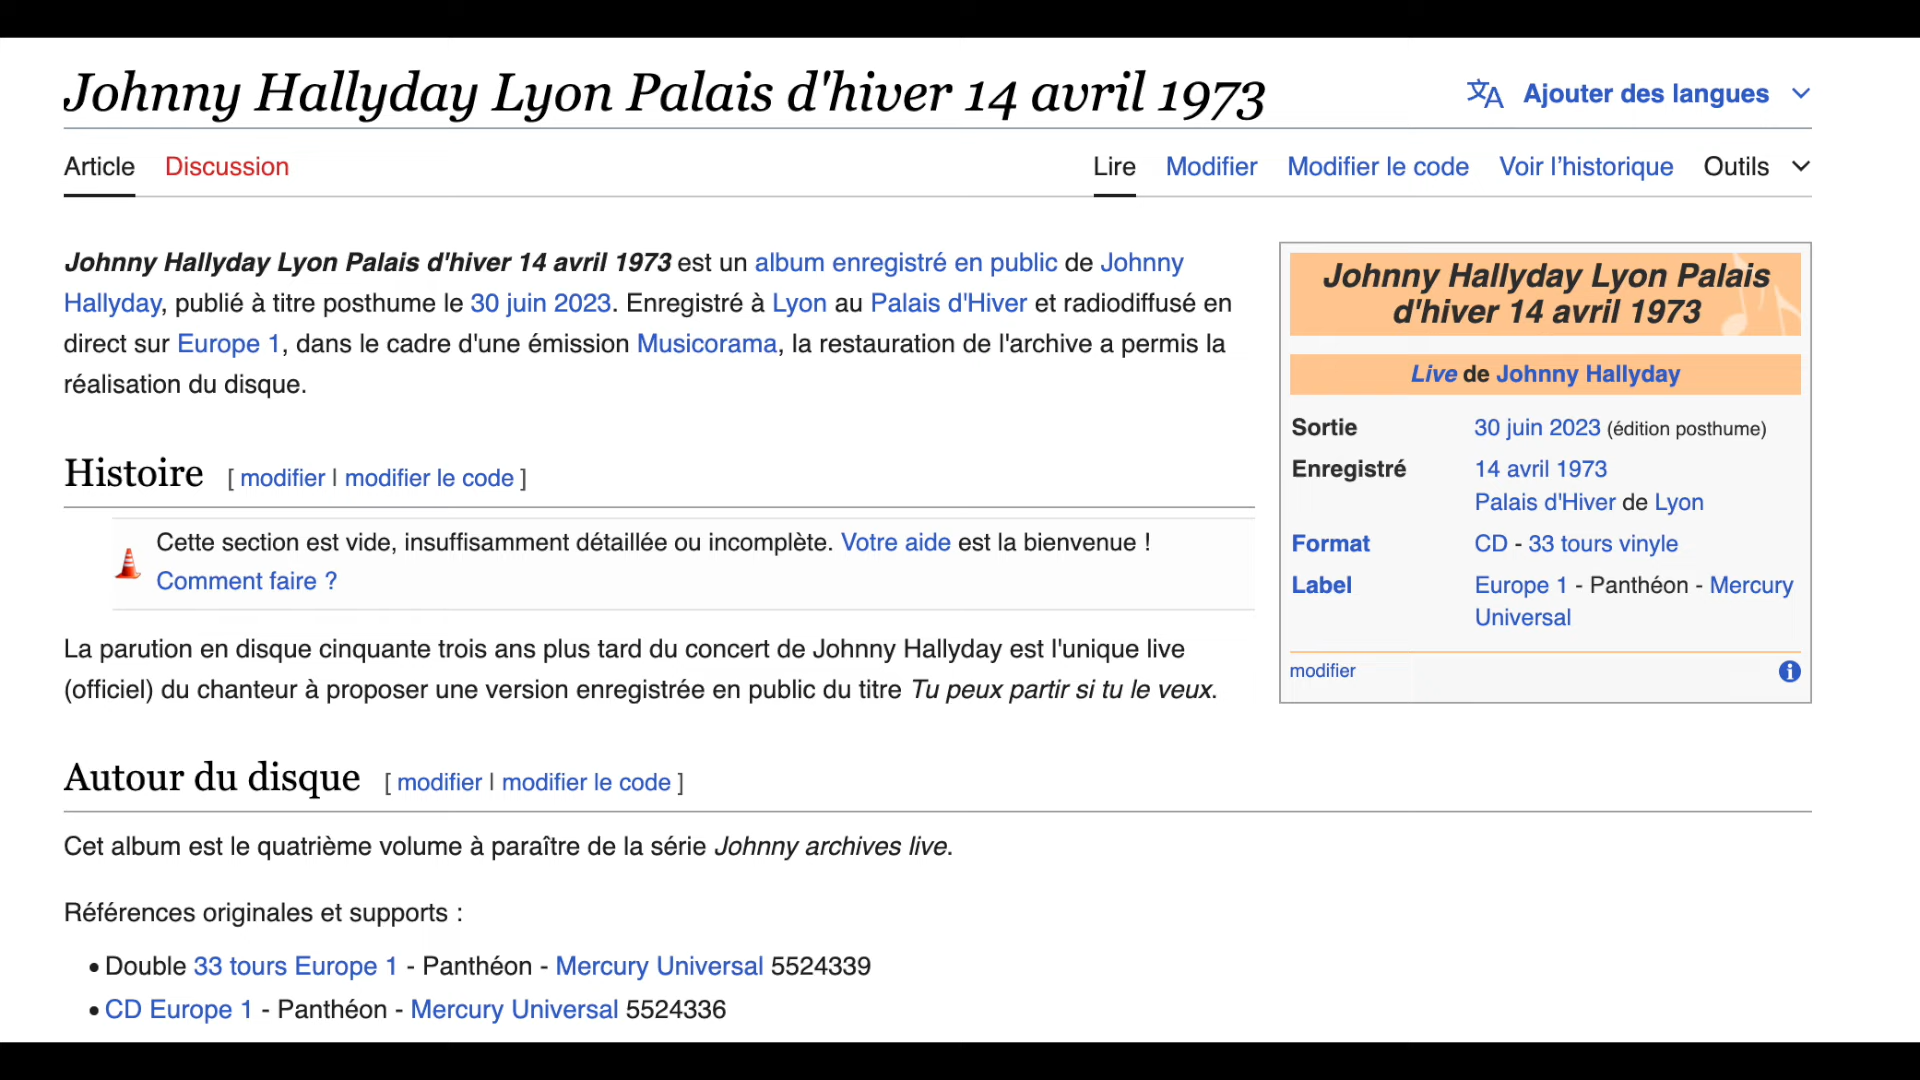 Johnny Hallyday Lyon Palais d'hiver 14 avril 1973
Ajouter des langues
Article Discussion
Lire Modifier Modifier le code Voir l’historique Outils
Johnny Hallyday Lyon Palais d'hiver 14 avril 1973 est un album enregistré en public de Johnny
Hallyday, publié à titre posthume le 30 juin 2023. Enregistré à Lyon au Palais d'Hiver et radiodiffusé en
direct sur Europe 1, dans le cadre d'une émission Musicorama, la restauration de l'archive a permis la
réalisation du disque.
Histoire [ modifier | modifier le code ]
Cette section est vide, insuffisamment détaillée ou incomplète. Votre aide est la bienvenue !
Comment faire ?
La parution en disque cinquante trois ans plus tard du concert de Johnny Hallyday est l'unique live
(officiel) du chanteur à proposer une version enregistrée en public du titre Tu peux partir si tu le veux.
Johnny Hallyday Lyon Palais
d'hiver 14 avril 1973
Live de Johnny Hallyday
Sortie 30 juin 2023 (édition posthume)
Enregistré 14 avril 1973
Palais d'Hiver de Lyon
Format CD - 33 tours vinyle
Label Europe 1 - Panthéon - Mercury
Universal
modifier
Autour du disque [ modifier | modifier le code ]
Cet album est le quatrième volume à paraître de la série Johnny archives live.
Références originales et supports :
• Double 33 tours Europe 1 - Panthéon - Mercury Universal 5524339
• CD Europe 1 - Panthéon - Mercury Universal 5524336